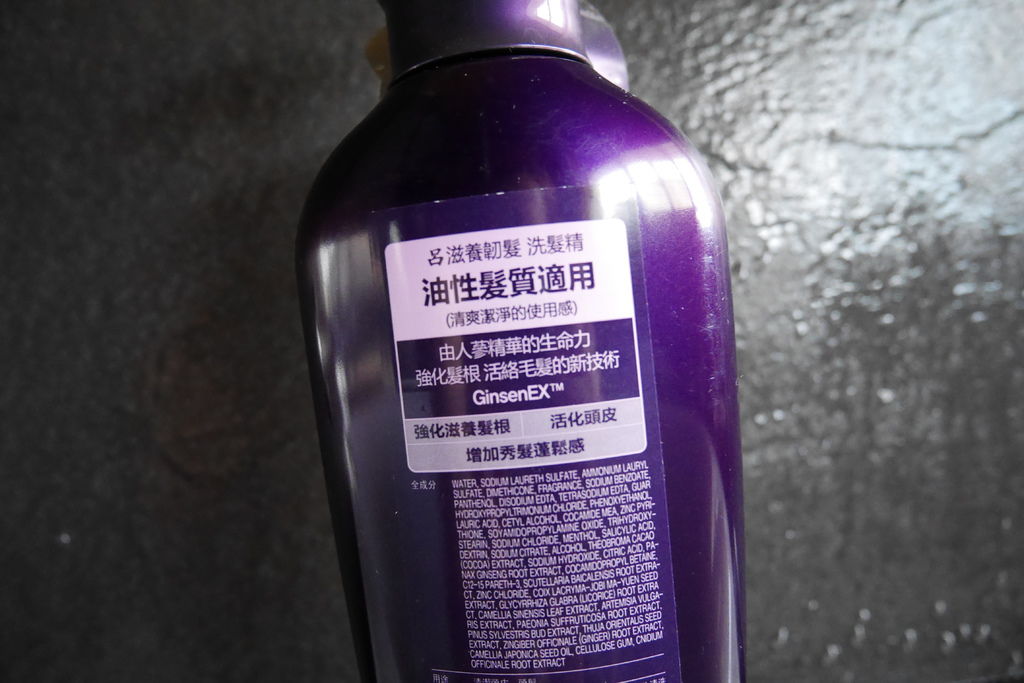 呂滋養韌髮 洗髮精
油性髮質適用
(清爽潔淨的使用感)
由人蔘精華的生命力
強化髮根 活絡毛髮的新技術
GinsenEX™
強化滋養髮根 活化頭皮
增加秀髮蓬鬆感
全成分
WATER, SODIUM LAURETH SULFATE, AMMONIUM LAURYL
SULFATE, DIMETHICONE, FRAGRANCE, SODIUM BENZOATE,
PANTHENOL, DISODIUM EDTA, TETRASODIUM EDTA, GUAR
HYDROXYPROPYLTRIMONIUM CHLORIDE, PHENOXYETHANOL,
LAURIC ACID, CETYL ALCOHOL, COCAMIDE MEA, ZINC PYRI-
THIONE, SOYAMIDOPROPYLAMINE OXIDE, TRIHYDROXY-
STEARIN, SODIUM CHLORIDE, MENTHOL, SALICYLIC ACID,
DEXTRIN, SODIUM CITRATE, ALCOHOL, THEOBROMA CACAO
(COCOA) EXTRACT, SODIUM HYDROXIDE, CITRIC ACID, PA-
NAX GINSENG ROOT EXTRACT, COCAMIDOPROPYL BETAINE,
C12-15 PARETH-3, SCUTELLARIA BAICALENSIS ROOT EXTRA-
CT, ZINC CHLORIDE, COIX LACRYMA-JOBI MA-YUEN SEED
EXTRACT, GLYCYRRHIZA GLABRA (LICORICE) ROOT EXTRA
CT, CAMELLIA SINENSIS LEAF EXTRACT, ARTEMISIA VULGA-
RIS EXTRACT, PAEONIA SUFFRUTICOSA ROOT EXTRACT,
PINUS SYLVESTRIS BUD EXTRACT, THUJA ORIENTALIS SEED
EXTRACT, ZINGIBER OFFICINALE (GINGER) ROOT EXTRACT,
CAMELLIA JAPONICA SEED OIL, CELLULOSE GUM, CNIDIUM
OFFICINALE ROOT EXTRACT
用途